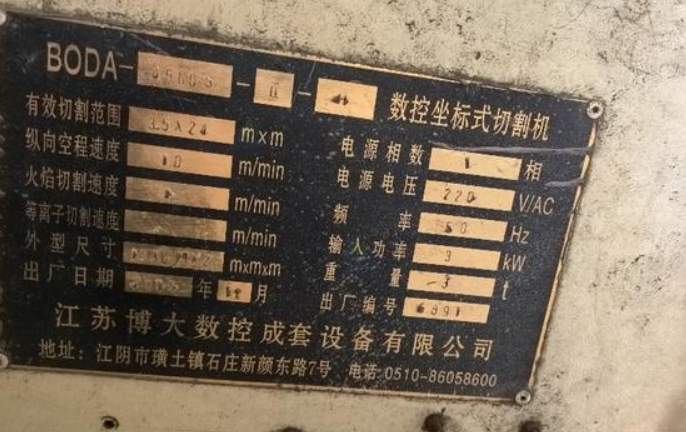 BODA- - II - 数控坐标式切割机
有效切割范围 3.5×24 m×m 电源相数 1 相
纵向空程速度 10 m/min 电源电压 220 V/AC
火焰切割速度 1 m/min 频率 50 Hz
等离子切割速度 m/min 输入功率 3 kW
外型尺寸 m×m×m 重量 3 t
出厂日期 年 月 出厂编号
江苏博大数控成套设备有限公司
地址：江阴市璜土镇石庄新颜东路7号 电话：0510-86058600